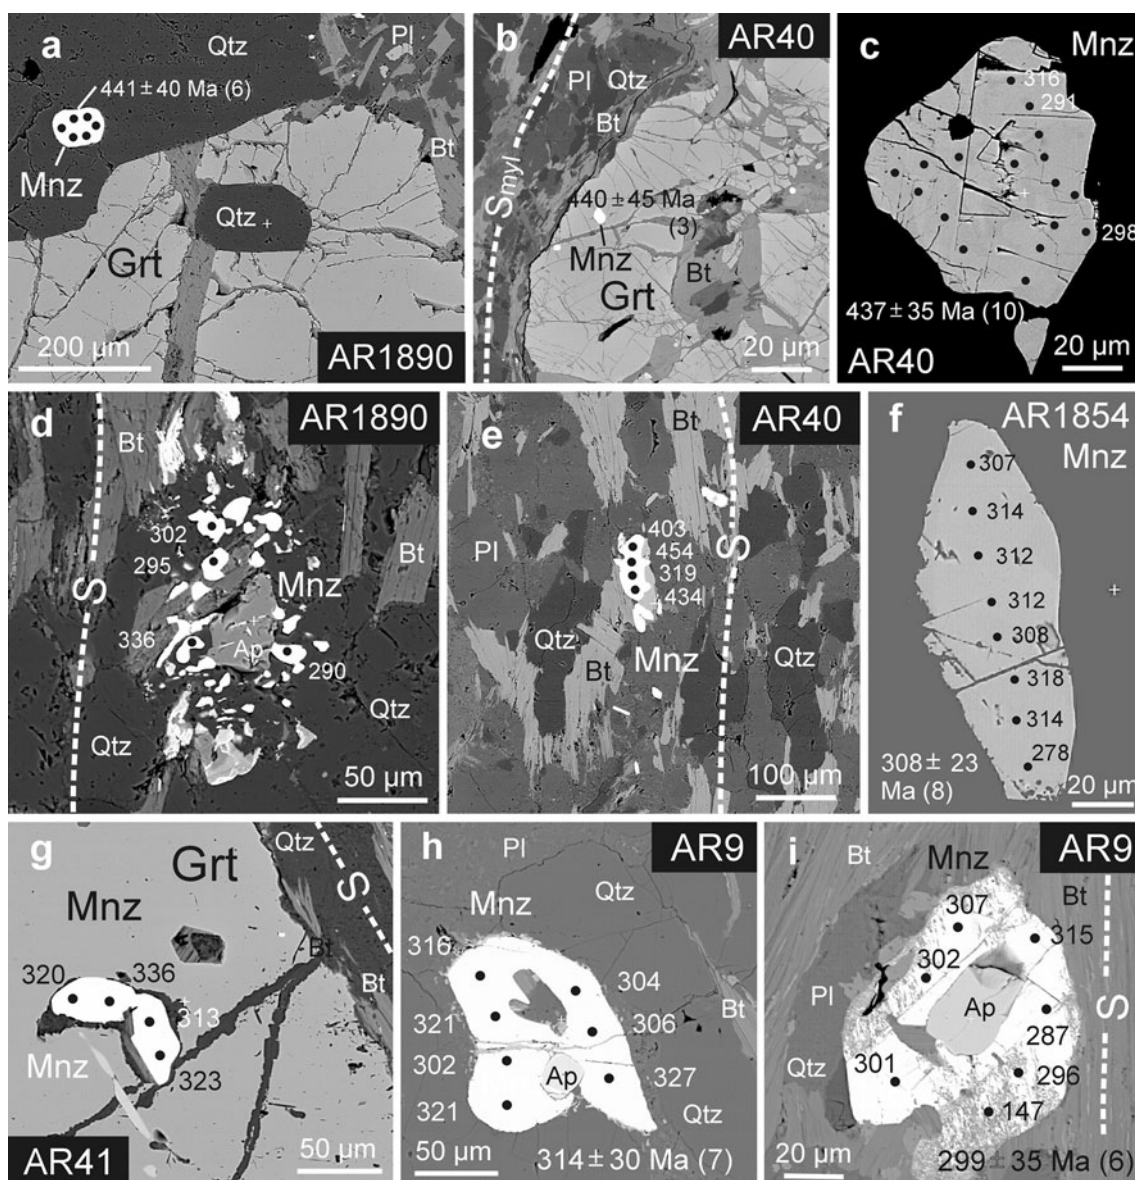 a
Qtz
Pl
441± 40 Ma (6)
Mnz
Qtz
Bt
Grt
200 µm
AR1890
b
AR40
Pl
Qtz
Bt
Smyl
440± 45 Ma
(3)
Mnz
Bt
Grt
20 µm
c
Mnz
316
291
298
437± 35 Ma (10)
AR40
20 µm
d
AR1890
Bt
302
295
Bt
Mnz
S
336
Ap
290
Qtz
Qtz
50 µm
e
AR40
Bt
403
454
319
434
Pl
S
Qtz
Mnz
Qtz
Bt
100 µm
f
AR1854
Mnz
307
314
312
312
308
318
314
278
308± 23
Ma (8)
20 µm
g
Qtz
Grt
S
Mnz
Bt
320
336
313
Bt
Mnz
323
AR41
50 µm
h
Pl
AR9
Qtz
Mnz
316
304
321
306
Bt
302
327
Ap
321
Qtz
50 µm
314± 30 Ma (7)
i
Bt
Mnz
AR9
307
Bt
315
302
Pl
Ap
S
287
Qtz
301
296
147
20 µm
299± 35 Ma (6)